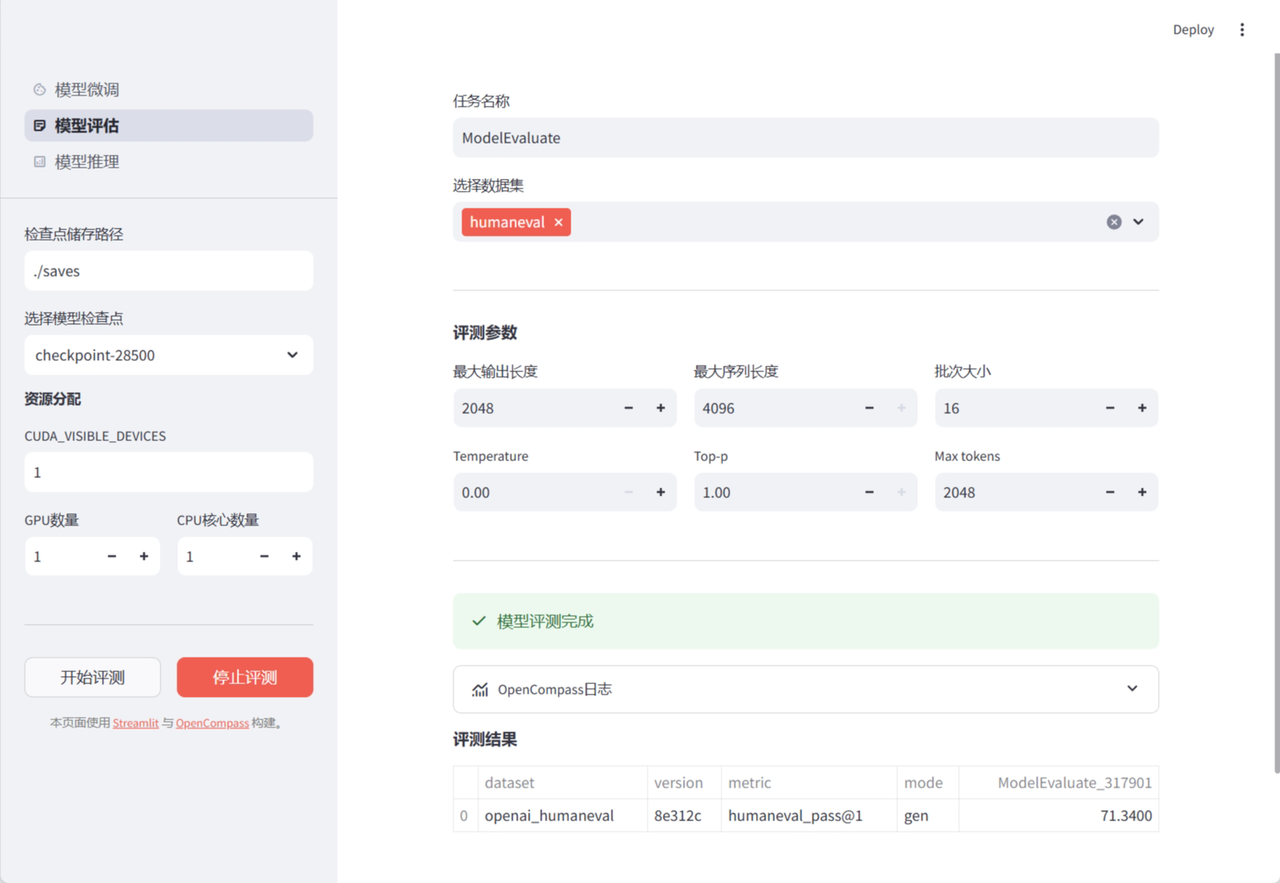 Deploy
模型微调
模型评估
模型推理
检查点储存路径
./saves
选择模型检查点
checkpoint-28500
资源分配
CUDA_VISIBLE_DEVICES
1
GPU数量 CPU核心数量
1 1
开始评测 停止评测
本页面使用 Streamlit 与 OpenCompass 构建。
任务名称
ModelEvaluate
选择数据集
humaneval
评测参数
最大输出长度 最大序列长度 批次大小
2048 4096 16
Temperature Top-p Max tokens
0.00 1.00 2048
模型评测完成
OpenCompass日志
评测结果
dataset version metric mode ModelEvaluate_317901
0 openai_humaneval 8e312c humaneval_pass@1 gen 71.3400